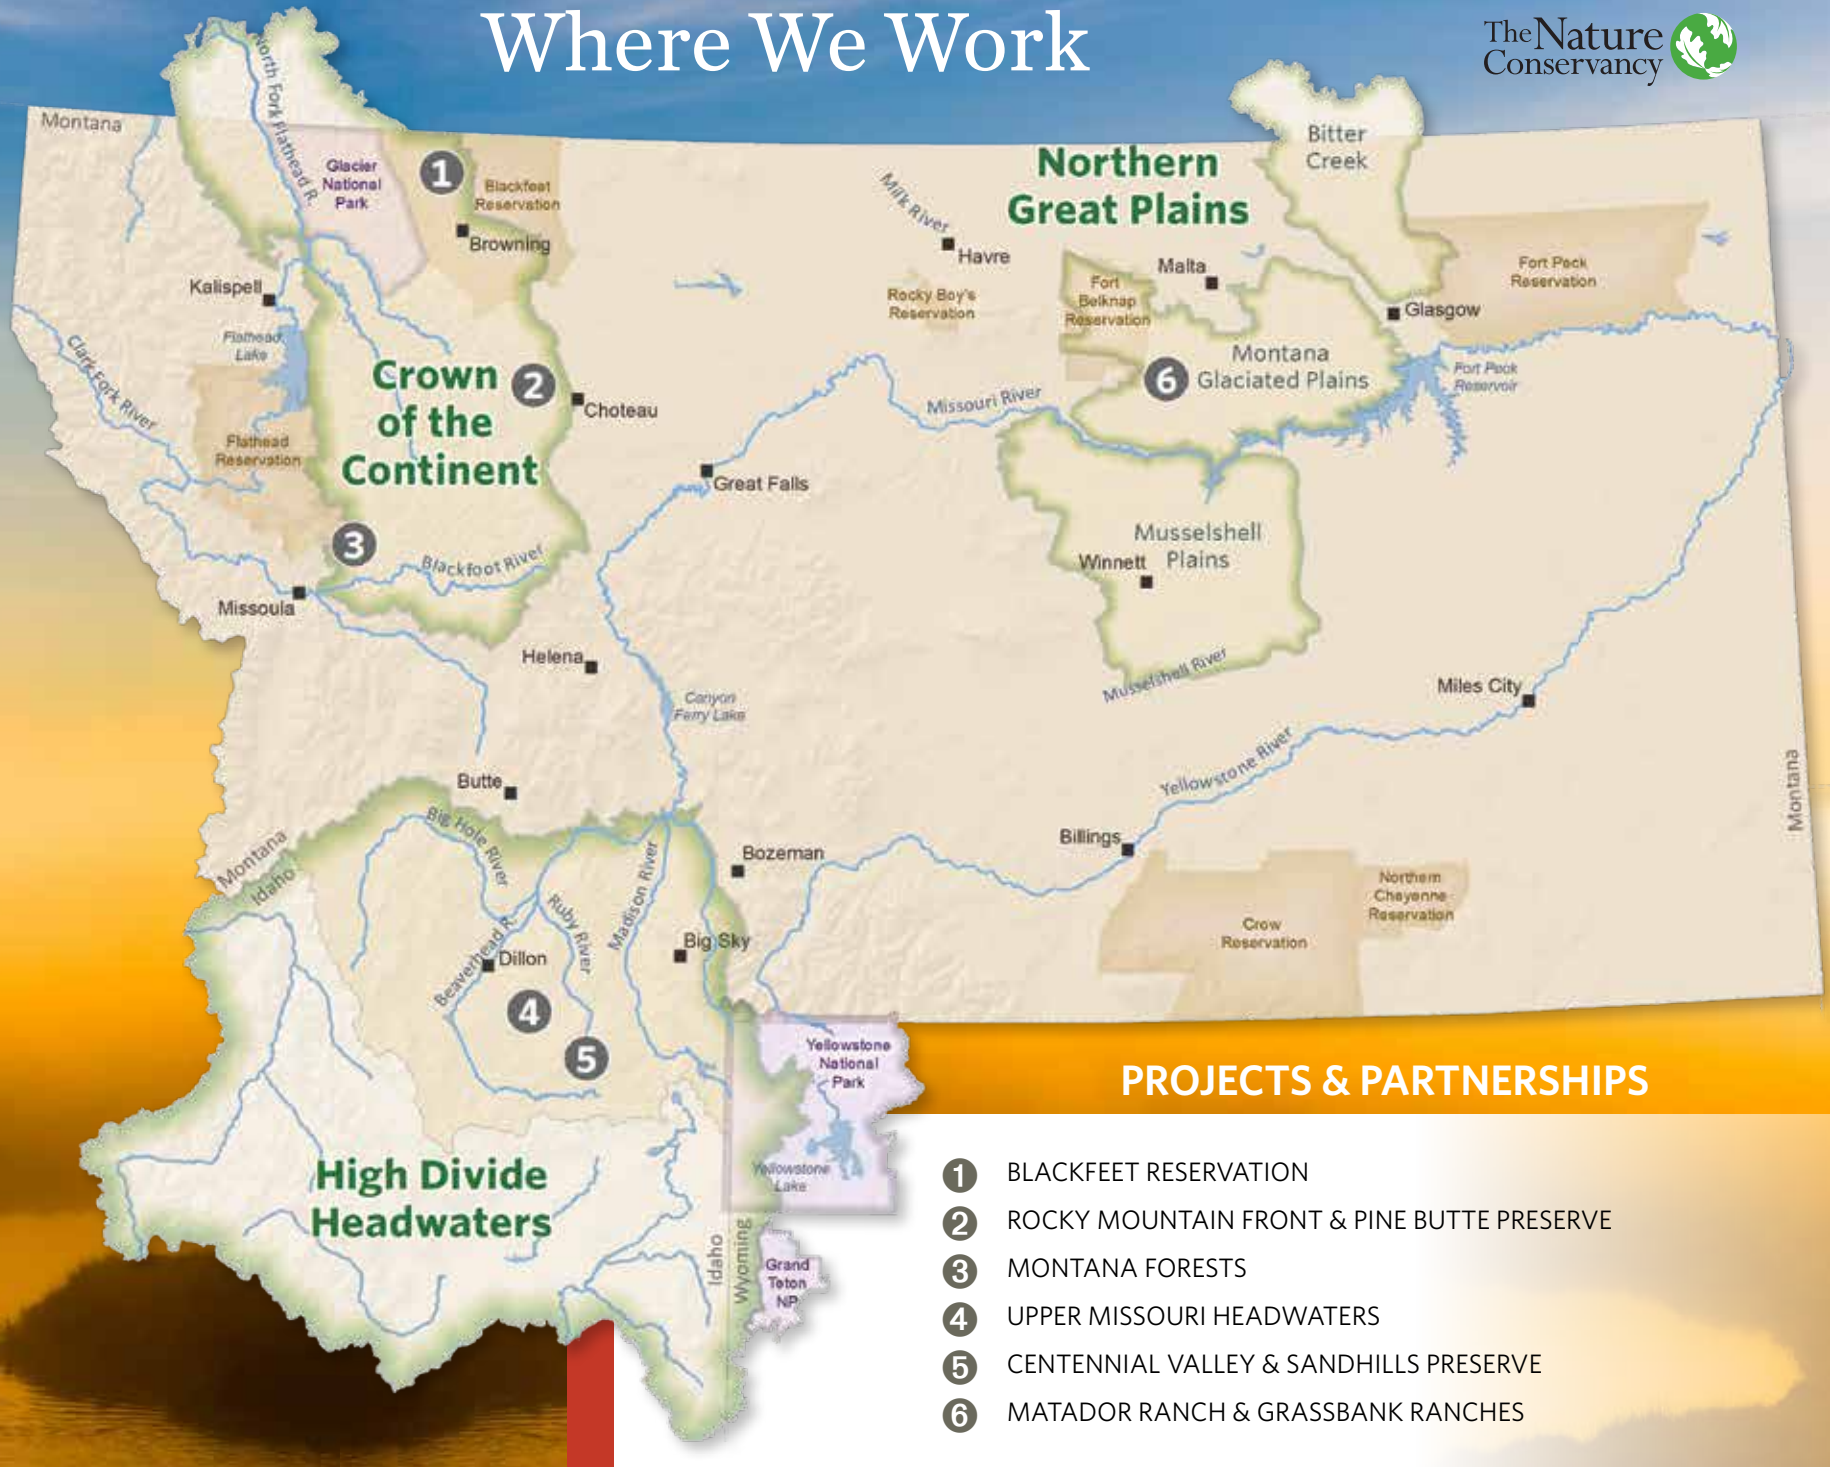 Where We Work
The Nature
Conservancy
Montana
North Fork Flathead R.
Glacier
National
Park
1
Blackfeet
Reservation
Browning
Kalispell
Flathead
Lake
Clark Fork River
Flathead
Reservation
Crown
of the
Continent
2
Choteau
3
Blackfoot River
Missoula
Great Falls
Helena
Canyon
Ferry Lake
Butte
Milk River
Havre
Rocky Boy's
Reservation
Missouri River
Northern
Great Plains
Bitter
Creek
Malta
Fort
Belknap
Reservation
Glasgow
Fort Peck
Reservation
Montana
Glaciated Plains
6
Fort Peck
Reservoir
Musselshell
Plains
Winnett
Musselshell River
Miles City
Yellowstone River
Billings
Montana
Northern
Cheyenne
Reservation
Crow
Reservation
Montana
Idaho
Big Hole River
Bozeman
Ruby River
Madison River
Big Sky
Beaverhead R.
Dillon
4
5
Yellowstone
National
Park
Yellowstone
Lake
High Divide
Headwaters
Idaho
Wyoming
Grand
Teton
NP
PROJECTS & PARTNERSHIPS
1 BLACKFEET RESERVATION
2 ROCKY MOUNTAIN FRONT & PINE BUTTE PRESERVE
3 MONTANA FORESTS
4 UPPER MISSOURI HEADWATERS
5 CENTENNIAL VALLEY & SANDHILLS PRESERVE
6 MATADOR RANCH & GRASSBANK RANCHES